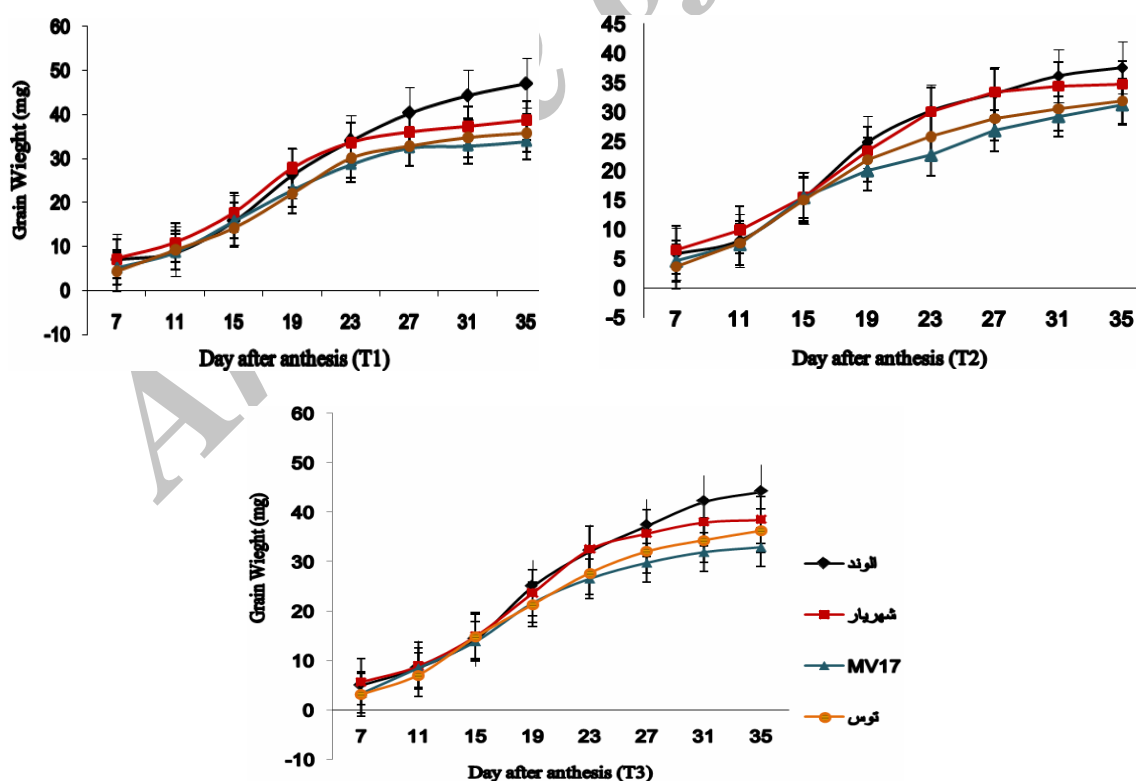 60
50
40
30
20
10
0
-10
Grain Wieght (mg)
7 11 15 19 23 27 31 35
Day after anthesis (T1)
45
40
35
30
25
20
15
10
5
0
-5
7 11 15 19 23 27 31 35
Day after anthesis (T2)
60
50
40
30
20
10
0
-10
Grain Wieght (mg)
7 11 15 19 23 27 31 35
Day after anthesis (T3)
الوند
شهریار
MV17
توس